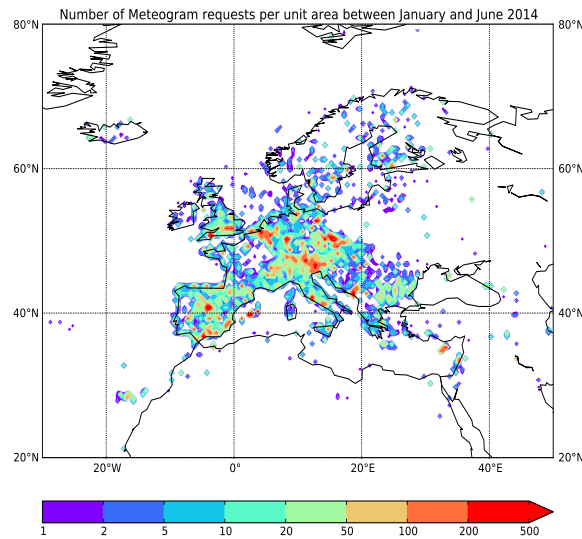 Number of Meteogram requests per unit area between January and June 2014
80°N 80°N
60°N 60°N
40°N 40°N
20°N 20°N
20°W 0° 20°E 40°E
1 2 5 10 20 50 100 200 500